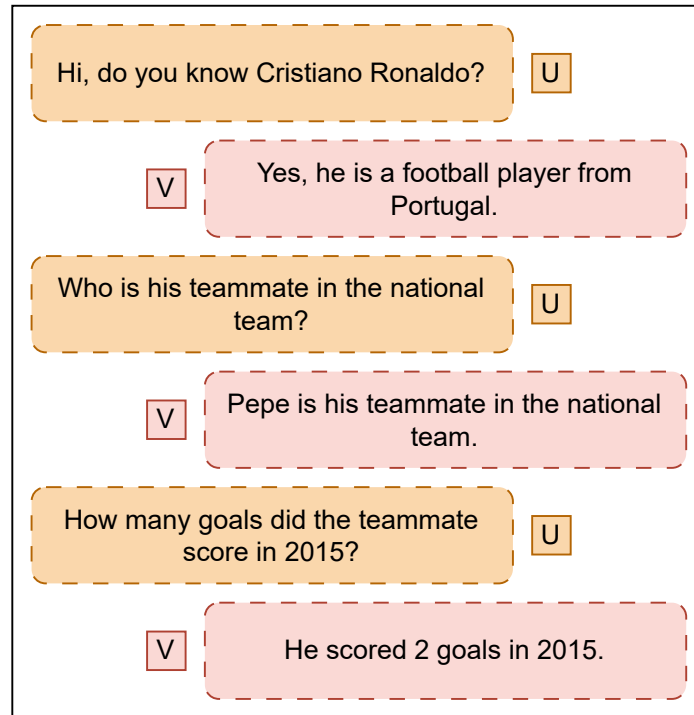 Hi, do you know Cristiano Ronaldo?
U
V
Yes, he is a football player from
Portugal.
Who is his teammate in the national
team?
U
V
Pepe is his teammate in the national
team.
How many goals did the teammate
score in 2015?
U
V
He scored 2 goals in 2015.